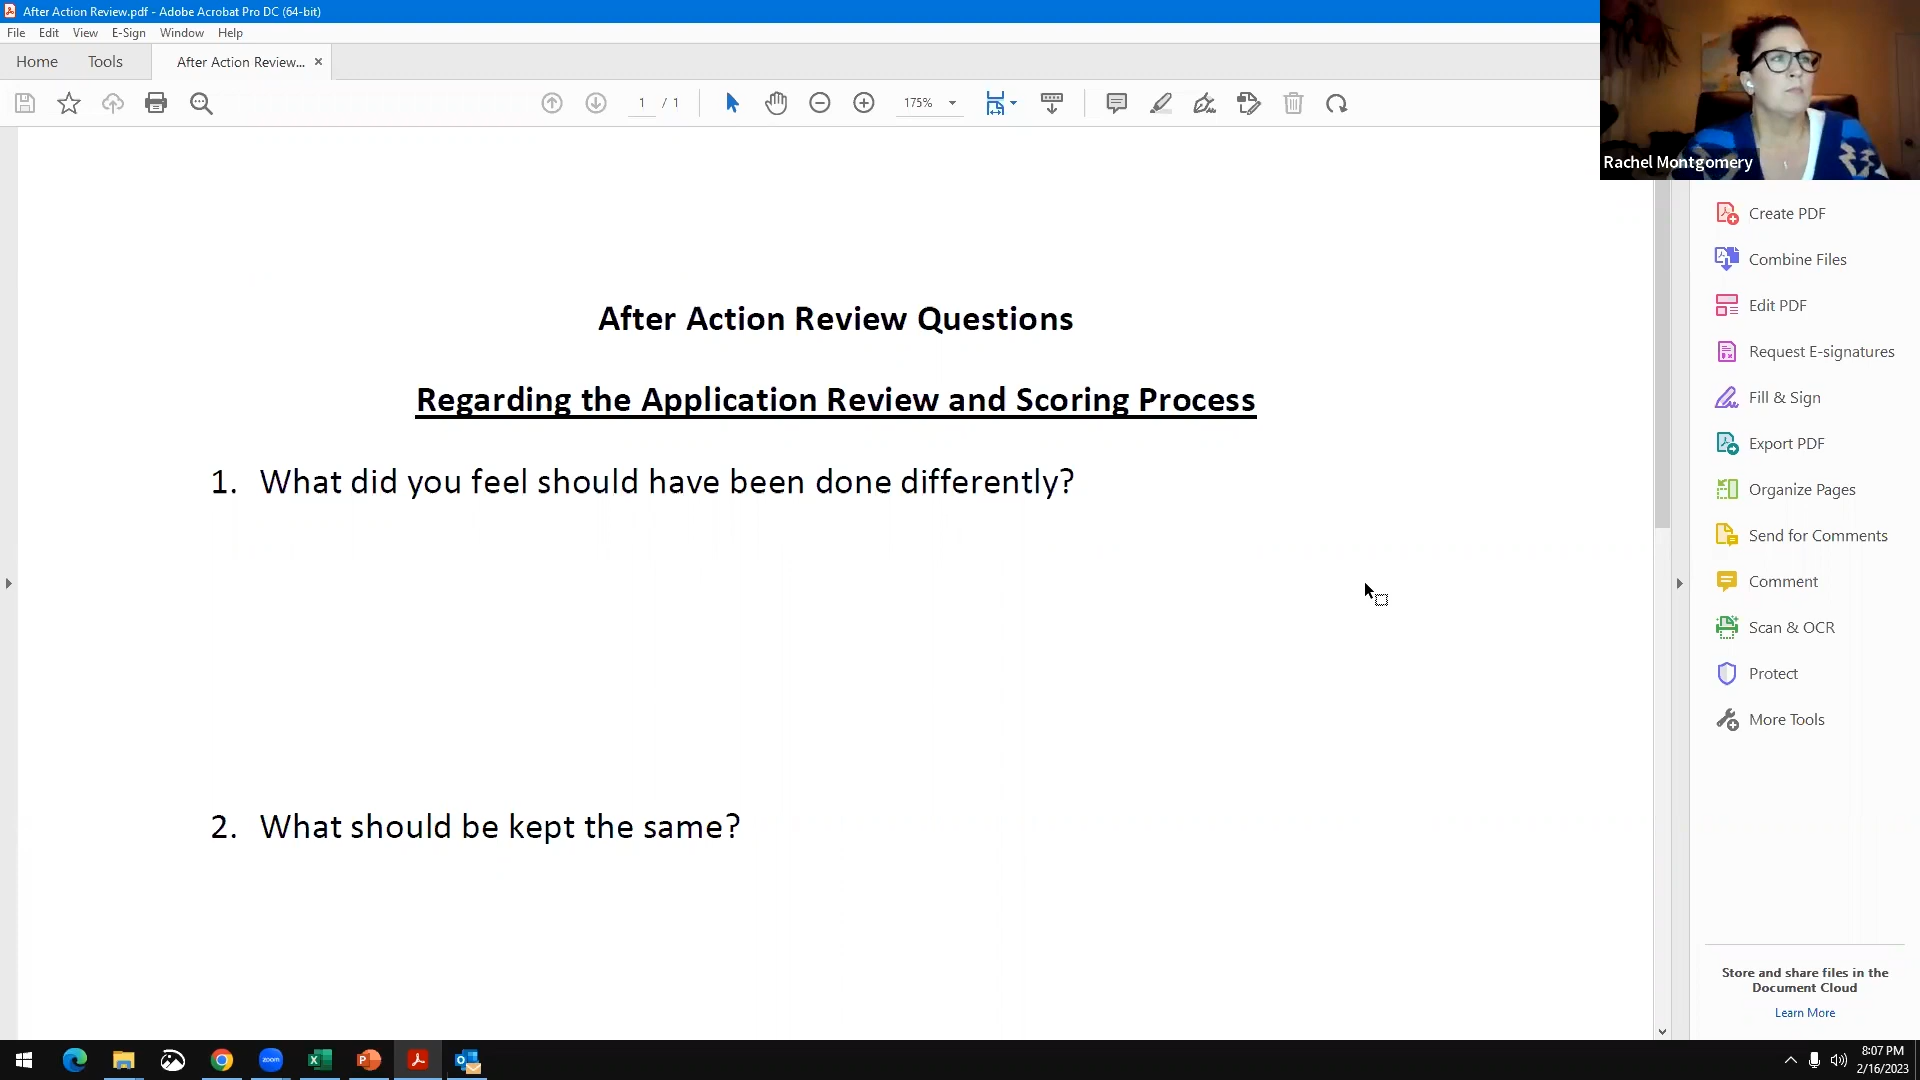 After Action Review.pdf - Adobe Acrobat Pro DC (64-bit)
File Edit View E-Sign Window Help
Home Tools After Action Review... ×
1 / 1 175%
Rachel Montgomery
After Action Review Questions
Regarding the Application Review and Scoring Process
1. What did you feel should have been done differently?
2. What should be kept the same?
Create PDF
Combine Files
Edit PDF
Request E-signatures
Fill & Sign
Export PDF
Organize Pages
Send for Comments
Comment
Scan & OCR
Protect
More Tools
Store and share files in the
Document Cloud
Learn More
zoom
8:07 PM
2/16/2023